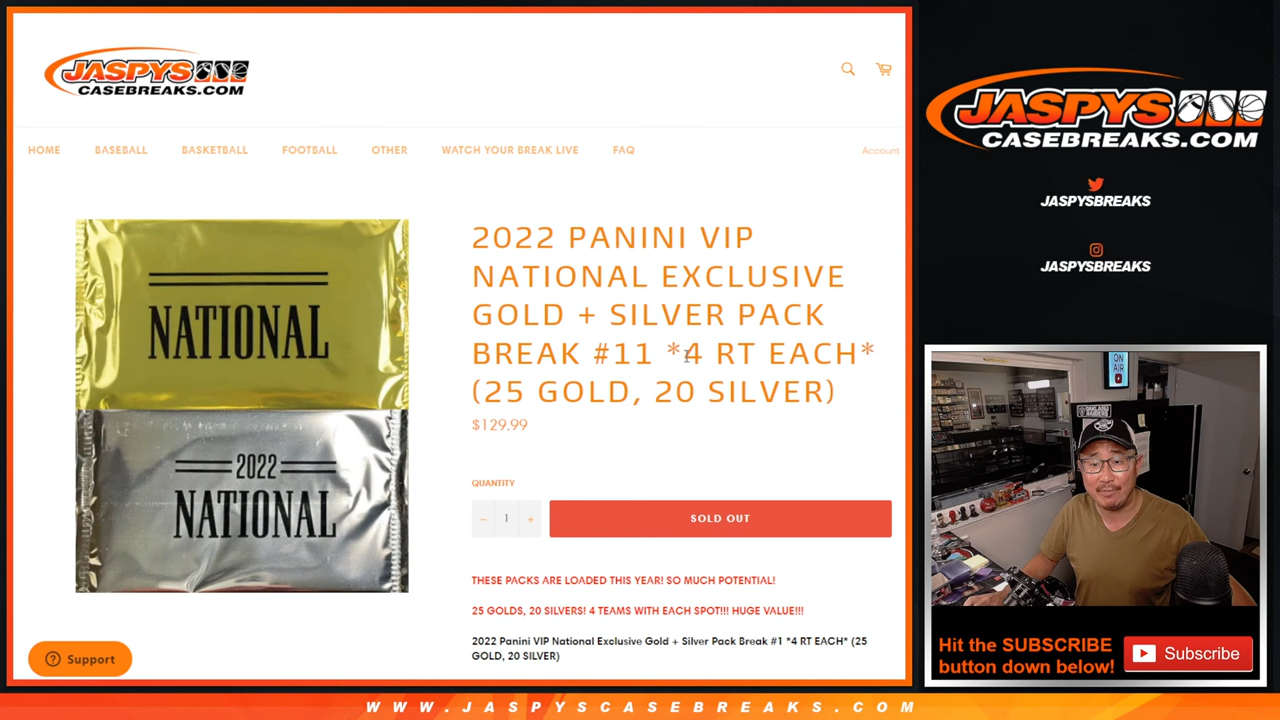 JASPYS
CASEBREAKS.COM
HOME BASEBALL BASKETBALL FOOTBALL OTHER WATCH YOUR BREAK LIVE FAQ Account
NATIONAL
2022
NATIONAL
2022 PANINI VIP
NATIONAL EXCLUSIVE
GOLD + SILVER PACK
BREAK #11 *4 RT EACH*
(25 GOLD, 20 SILVER)
$129.99
QUANTITY
− 1 +
SOLD OUT
THESE PACKS ARE LOADED THIS YEAR! SO MUCH POTENTIAL!
25 GOLDS, 20 SILVERS! 4 TEAMS WITH EACH SPOT!!! HUGE VALUE!!!
2022 Panini VIP National Exclusive Gold + Silver Pack Break #1 *4 RT EACH* (25
GOLD, 20 SILVER)
Support
JASPYS
CASEBREAKS.COM
JASPYSBREAKS
JASPYSBREAKS
ON
AIR
Hit the SUBSCRIBE
button down below!
Subscribe
WWW.JASPYSCASEBREAKS.COM